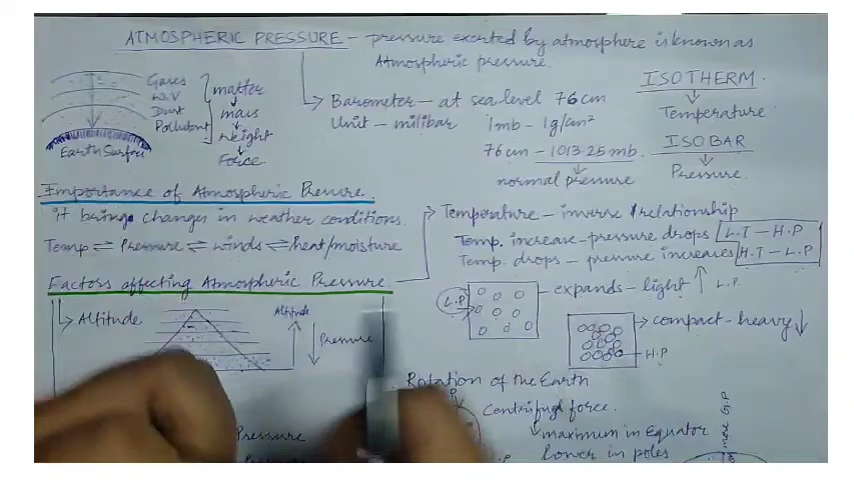 ATMOSPHERIC PRESSURE – pressure exerted by atmosphere is known as
Atmospheric pressure.
Gases
W.V
Dust
Pollutant
matter
mass
Weight
Force
Earth Surface
Barometer – at sea level 76cm
Unit – milibar 1mb – 1g/cm²
76cm – 1013.25 mb.
normal pressure
ISOTHERM
Temperature
ISOBAR
Pressure
Importance of Atmospheric Pressure.
it brings changes in weather conditions.
Temp ⇌ Pressure ⇌ winds ⇌ heat/moisture
Factors affecting Atmospheric Pressure.
Altitude
Altitude
Pressure
Temperature – inverse relationship
Temp. increase – pressure drops L.T – H.P
Temp. drops – pressure increases H.T – L.P
L.P
expands – light L.P.
compact – heavy
H.P
Rotation of the Earth
Centrifugl force.
maximum in Equator
lower in poles
Pressure